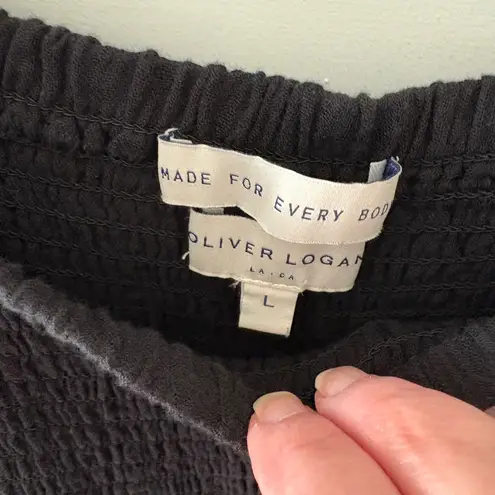 MADE FOR EVERY BOD
OLIVER LOGAN
LA • CA
L